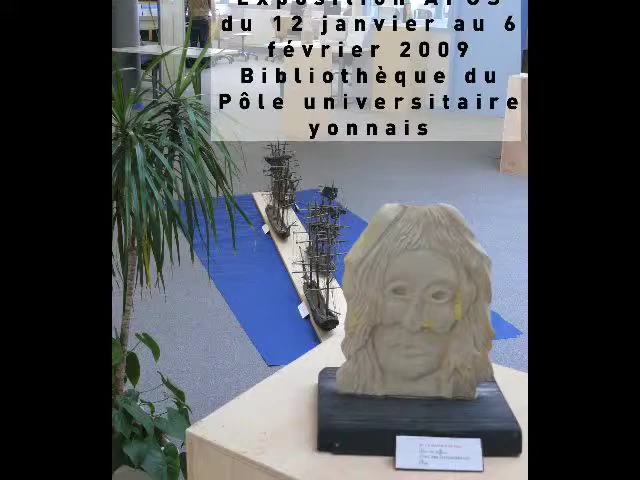 Exposition
du 12 janvier au 6
février 2009
Bibliothèque du
Pôle universitaire
yonnais